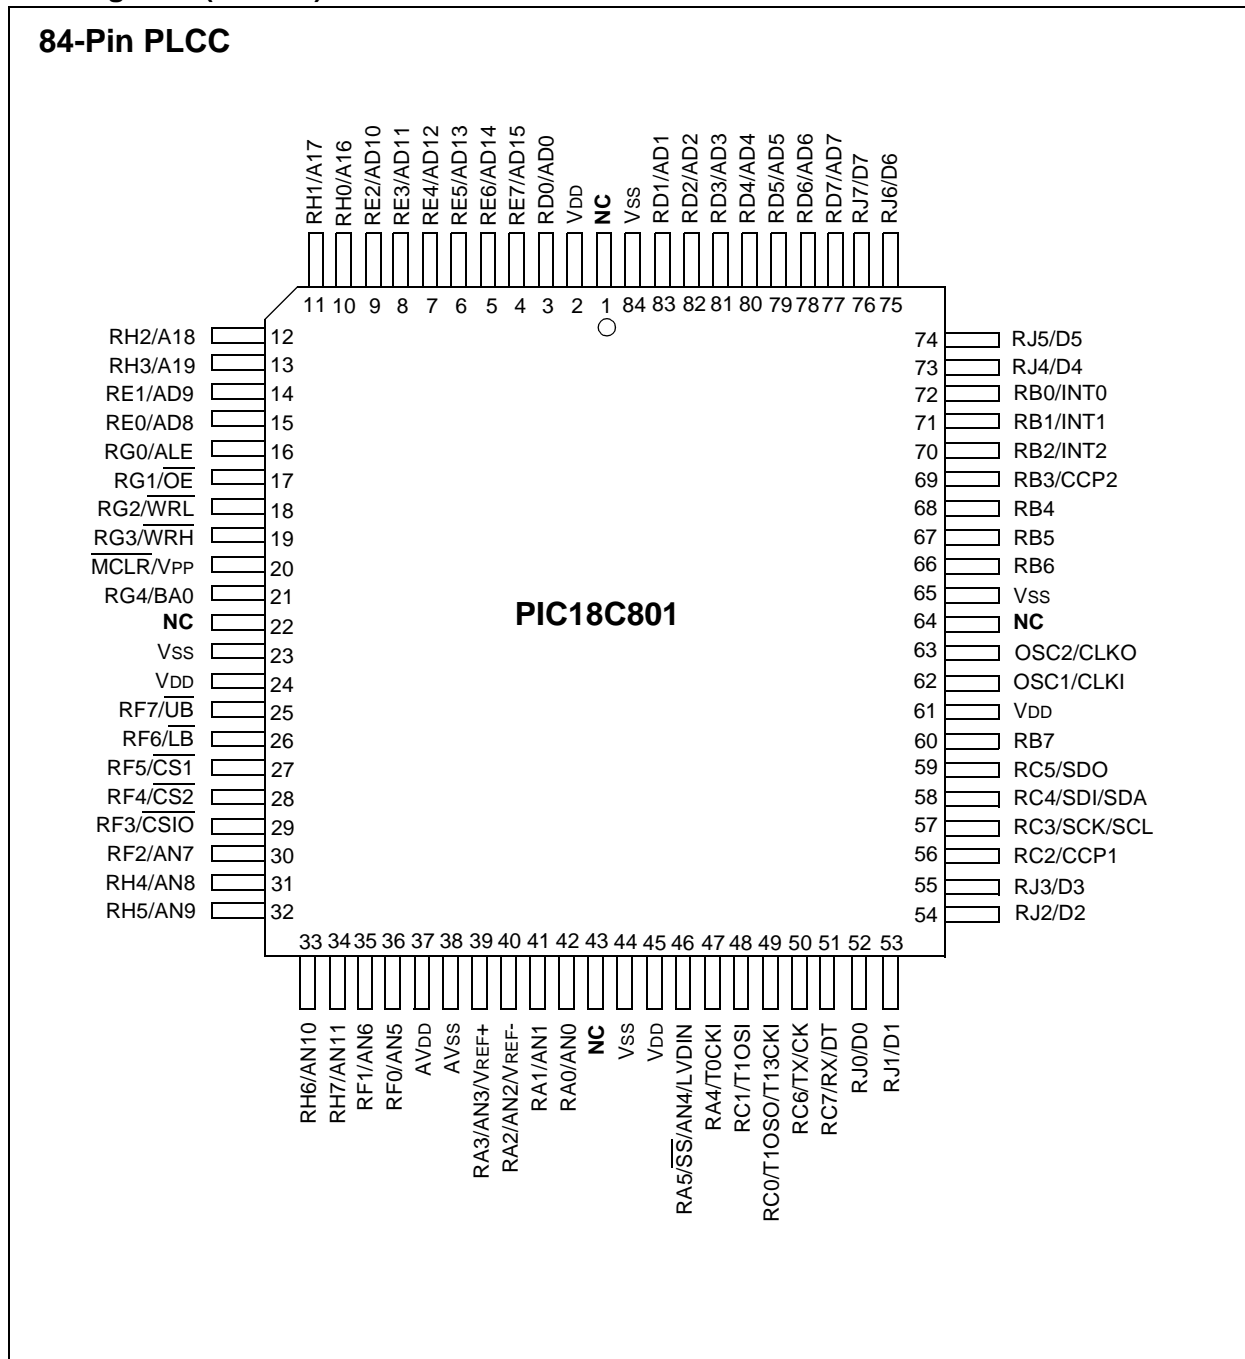 84-Pin PLCC
RH1/A17
RH0/A16
RE2/AD10
RE3/AD11
RE4/AD12
RE5/AD13
RE6/AD14
RE7/AD15
RD0/AD0
VDD
NC
VSS
RD1/AD1
RD2/AD2
RD3/AD3
RD4/AD4
RD5/AD5
RD6/AD6
RD7/AD7
RJ7/D7
RJ6/D6
11 10 9 8 7 6 5 4 3 2 1 84 83 82 81 80 79 78 77 76 75
RH2/A18 12
RH3/A19 13
RE1/AD9 14
RE0/AD8 15
RG0/ALE 16
RG1/OE 17
RG2/WRL 18
RG3/WRH 19
MCLR/VPP 20
RG4/BA0 21
NC 22
VSS 23
VDD 24
RF7/UB 25
RF6/LB 26
RF5/CS1 27
RF4/CS2 28
RF3/CSIO 29
RF2/AN7 30
RH4/AN8 31
RH5/AN9 32
PIC18C801
74 RJ5/D5
73 RJ4/D4
72 RB0/INT0
71 RB1/INT1
70 RB2/INT2
69 RB3/CCP2
68 RB4
67 RB5
66 RB6
65 VSS
64 NC
63 OSC2/CLKO
62 OSC1/CLKI
61 VDD
60 RB7
59 RC5/SDO
58 RC4/SDI/SDA
57 RC3/SCK/SCL
56 RC2/CCP1
55 RJ3/D3
54 RJ2/D2
33 34 35 36 37 38 39 40 41 42 43 44 45 46 47 48 49 50 51 52 53
RH6/AN10
RH7/AN11
RF1/AN6
RF0/AN5
AVDD
AVSS
RA3/AN3/VREF+
RA2/AN2/VREF-
RA1/AN1
RA0/AN0
NC
VSS
VDD
RA5/SS/AN4/LVDIN
RA4/T0CKI
RC1/T1OSI
RC0/T1OSO/T13CKI
RC6/TX/CK
RC7/RX/DT
RJ0/D0
RJ1/D1